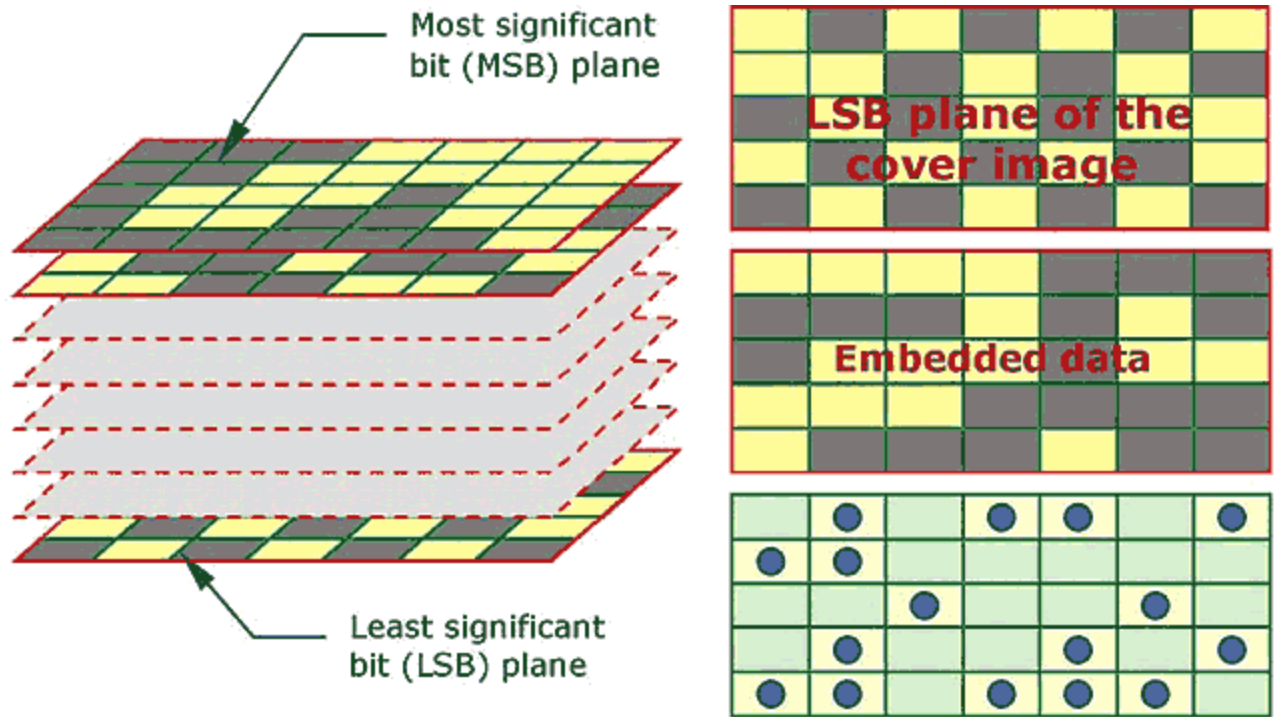 Most significant
bit (MSB) plane
LSB plane of the
cover image
Embedded data
Least significant
bit (LSB) plane